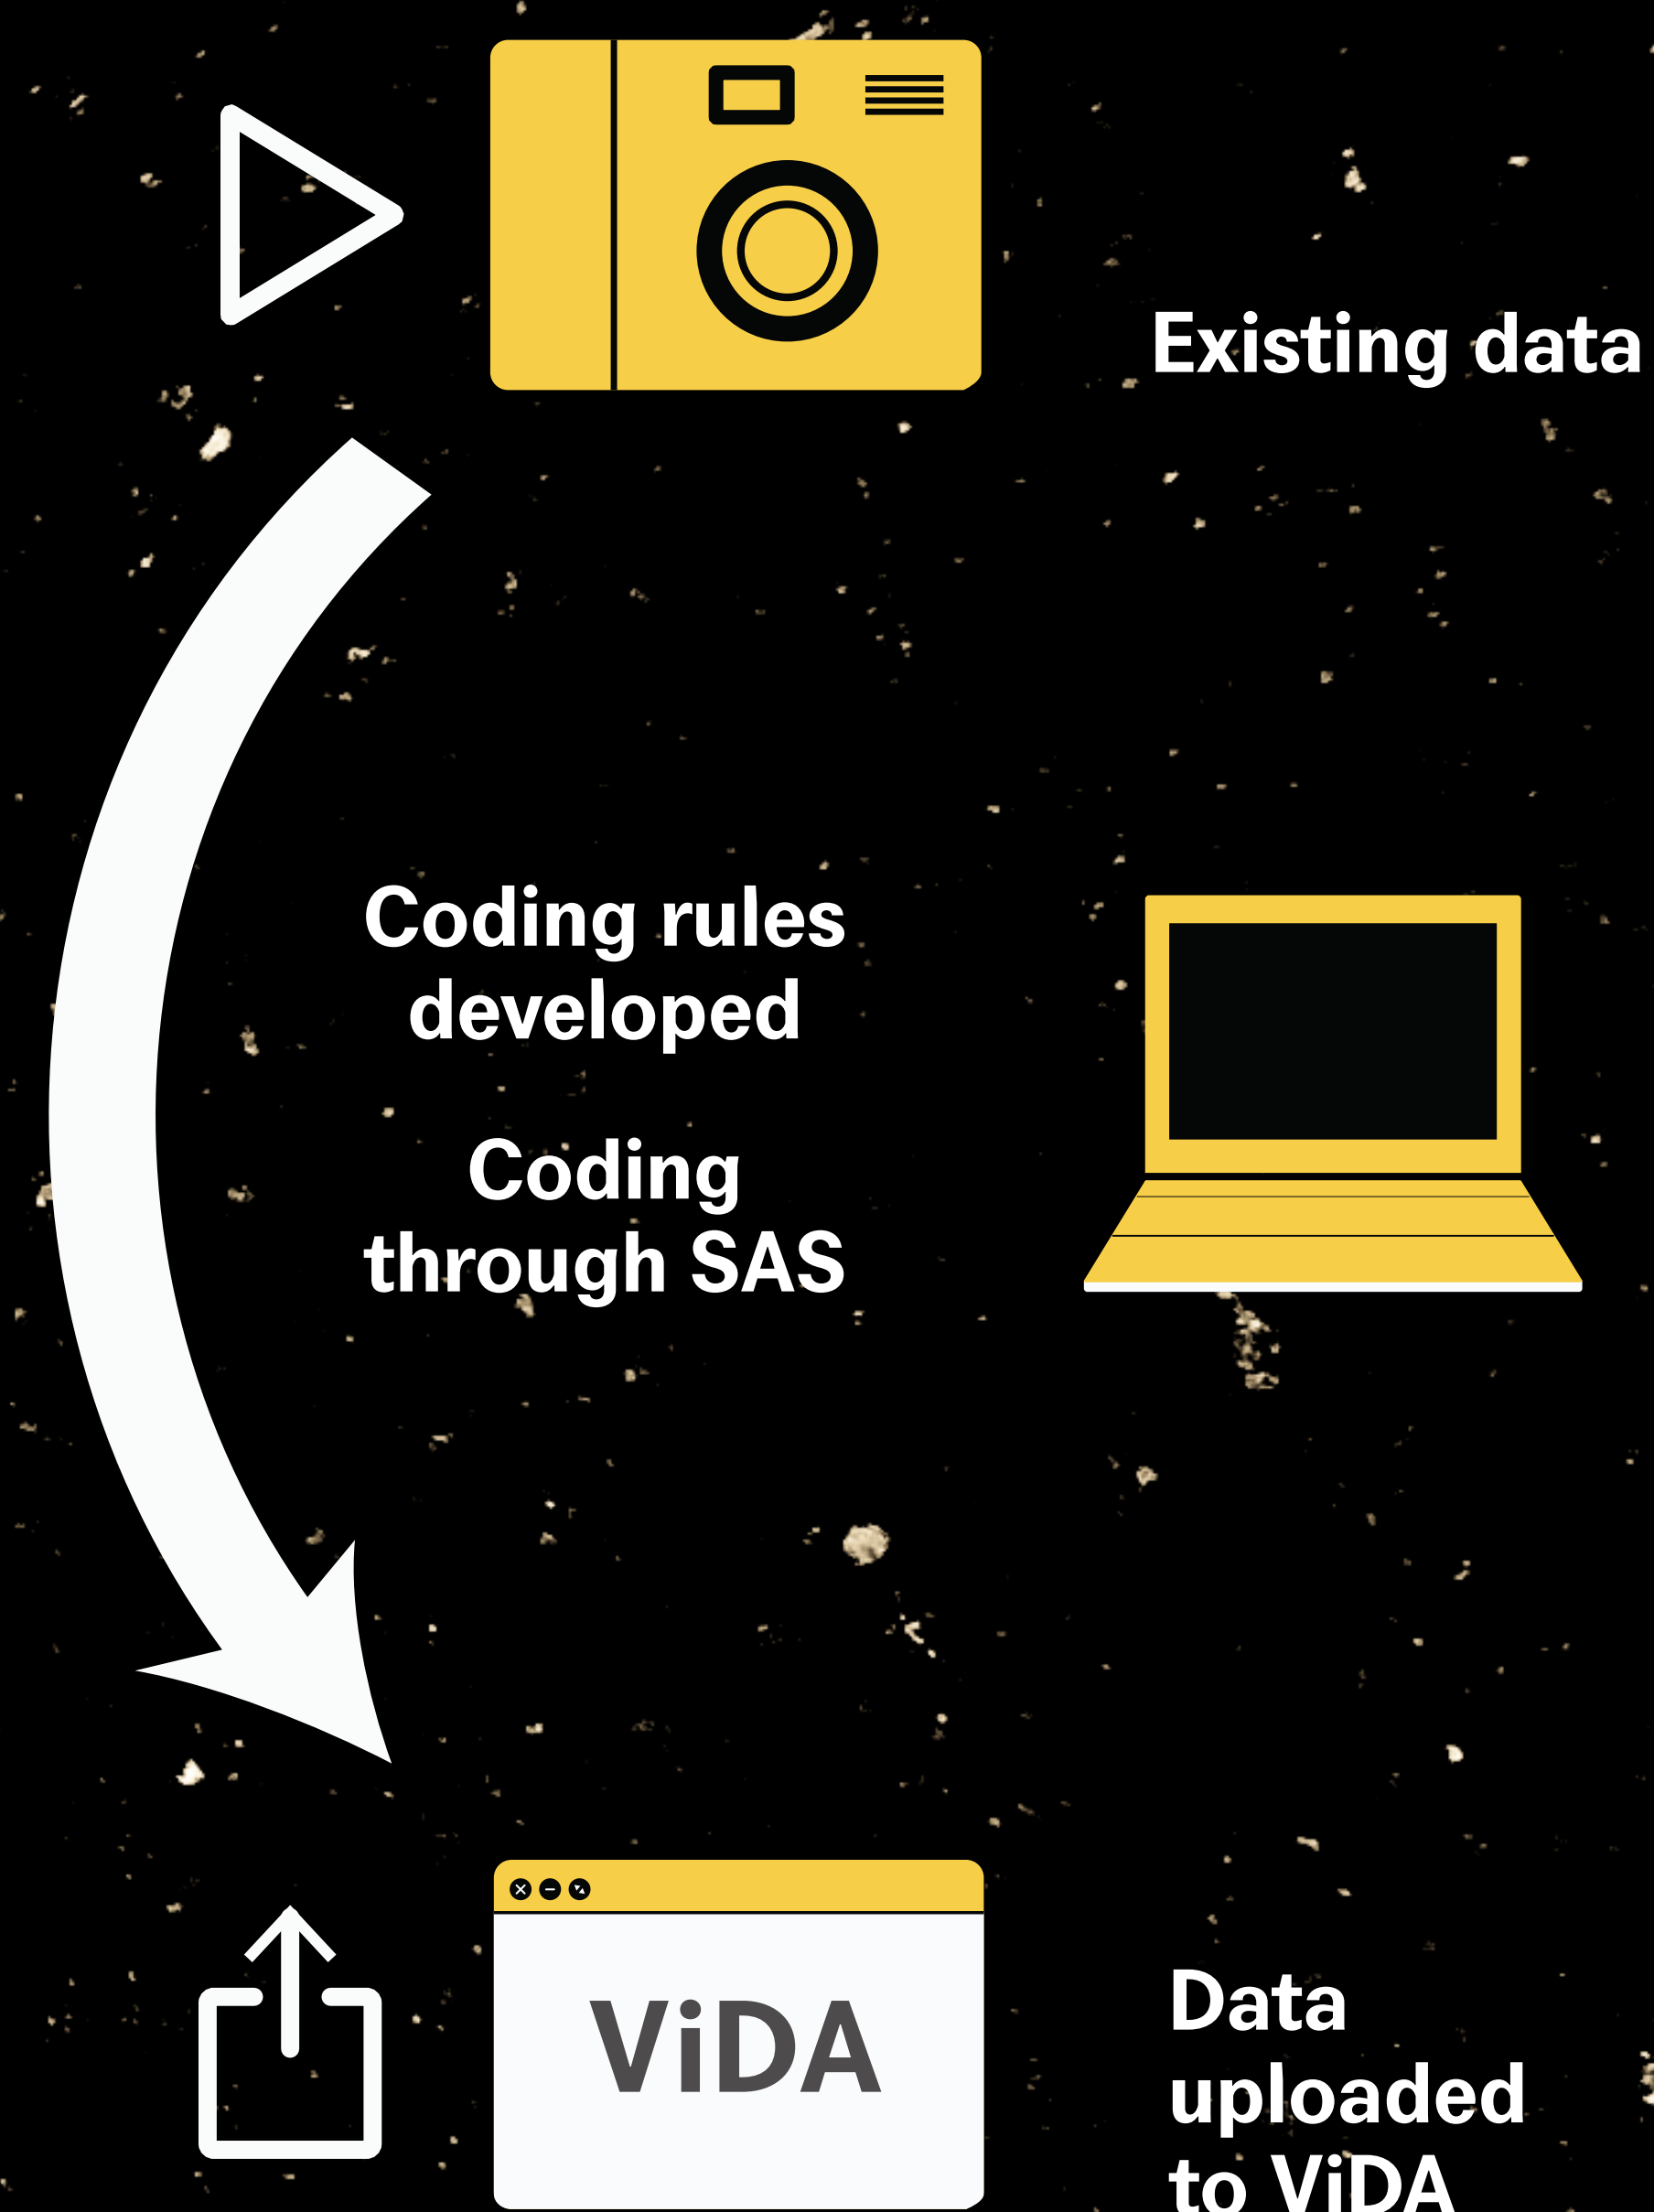 Existing data
Coding rules
developed
Coding
through SAS
ViDA
Data
uploaded
to ViDA